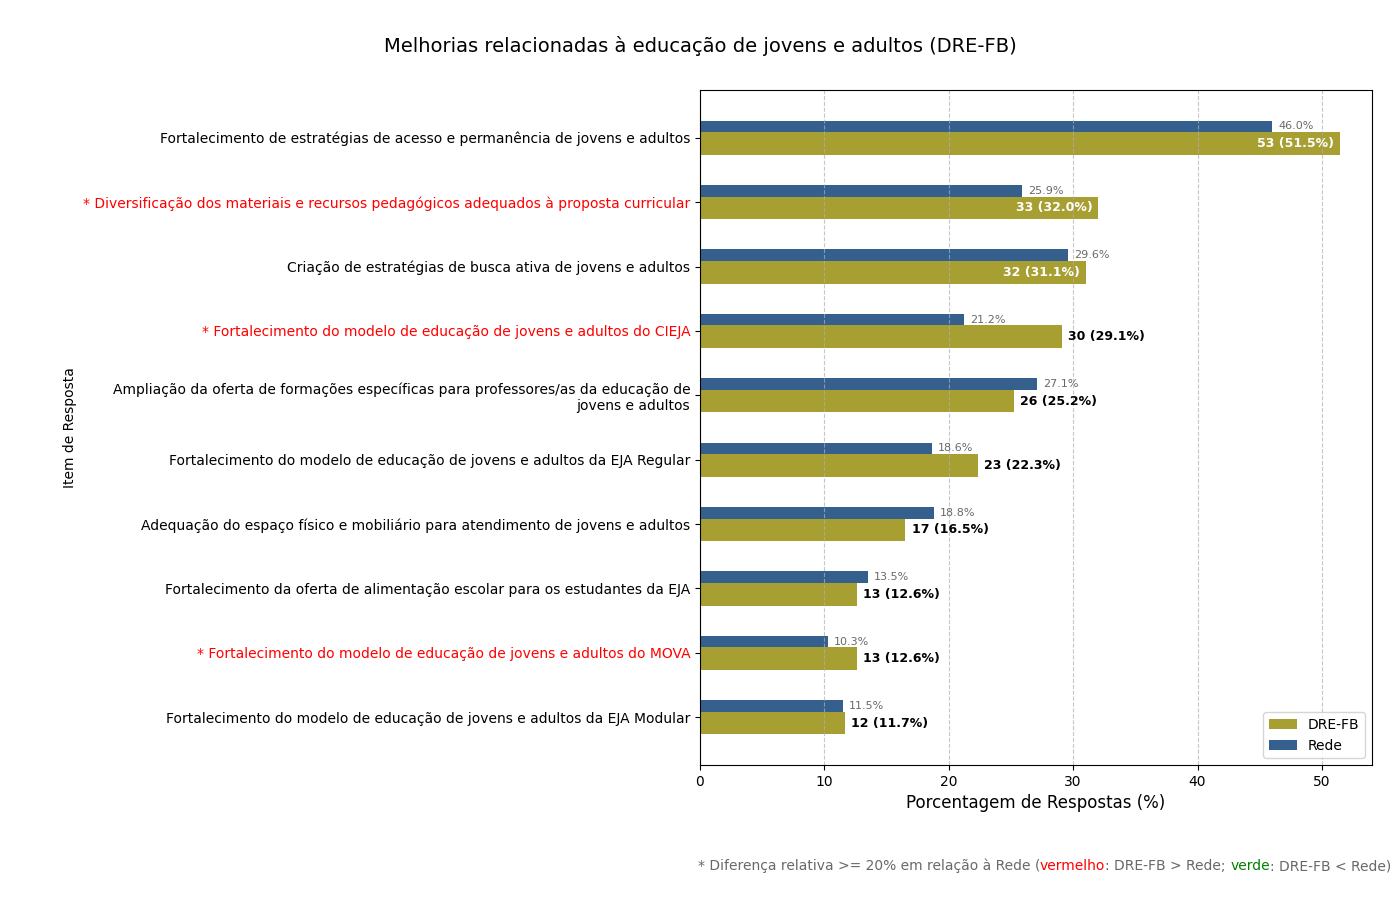 Melhorias relacionadas à educação de jovens e adultos (DRE-FB)
Fortalecimento de estratégias de acesso e permanência de jovens e adultos
46.0%
53 (51.5%)
* Diversificação dos materiais e recursos pedagógicos adequados à proposta curricular
25.9%
33 (32.0%)
Criação de estratégias de busca ativa de jovens e adultos
29.6%
32 (31.1%)
* Fortalecimento do modelo de educação de jovens e adultos do CIEJA
21.2%
30 (29.1%)
Ampliação da oferta de formações específicas para professores/as da educação de
jovens e adultos
27.1%
26 (25.2%)
Fortalecimento do modelo de educação de jovens e adultos da EJA Regular
18.6%
23 (22.3%)
Adequação do espaço físico e mobiliário para atendimento de jovens e adultos
18.8%
17 (16.5%)
Fortalecimento da oferta de alimentação escolar para os estudantes da EJA
13.5%
13 (12.6%)
* Fortalecimento do modelo de educação de jovens e adultos do MOVA
10.3%
13 (12.6%)
Fortalecimento do modelo de educação de jovens e adultos da EJA Modular
11.5%
12 (11.7%)
Item de Resposta
DRE-FB
Rede
0 10 20 30 40 50
Porcentagem de Respostas (%)
* Diferença relativa >= 20% em relação à Rede (vermelho: DRE-FB > Rede; verde: DRE-FB < Rede)